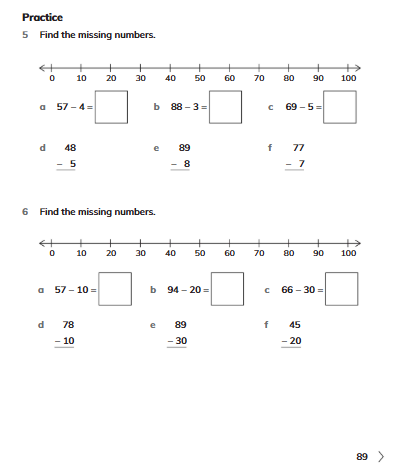 Practice
5 Find the missing numbers.
0 10 20 30 40 50 60 70 80 90 100
a 57 – 4 = b 88 – 3 = c 69 – 5 =
d 48 e 89 f 77
– 5 – 8 – 7
6 Find the missing numbers.
0 10 20 30 40 50 60 70 80 90 100
a 57 – 10 = b 94 – 20 = c 66 – 30 =
d 78 e 89 f 45
– 10 – 30 – 20
89